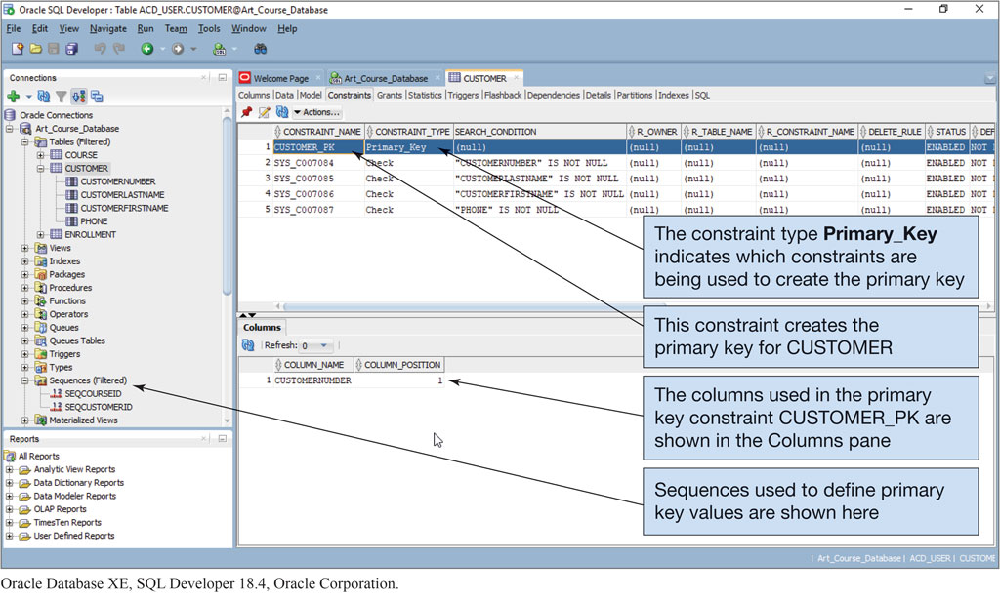 Oracle SQL Developer : Table ACD_USER.CUSTOMER@Art_Course_Database
File Edit View Navigate Run Team Tools Window Help
Connections
Oracle Connections
Art_Course_Database
Tables (Filtered)
COURSE
CUSTOMER
CUSTOMERNUMBER
CUSTOMERLASTNAME
CUSTOMERFIRSTNAME
PHONE
ENROLLMENT
Views
Indexes
Packages
Procedures
Functions
Operators
Queues
Queues Tables
Triggers
Types
Sequences (Filtered)
SEQCOURSEID
SEQCUSTOMERID
Materialized Views
Reports
All Reports
Analytic View Reports
Data Dictionary Reports
Data Modeler Reports
OLAP Reports
TimesTen Reports
User Defined Reports
Welcome Page Art_Course_Database CUSTOMER
Columns Data Model Constraints Grants Statistics Triggers Flashback Dependencies Details Partitions Indexes SQL
Actions...
CONSTRAINT_NAME CONSTRAINT_TYPE SEARCH_CONDITION R_OWNER R_TABLE_NAME R_CONSTRAINT_NAME DELETE_RULE STATUS DEF
1 CUSTOMER_PK Primary_Key (null) (null) (null) (null) (null) ENABLED NOT
2 SYS_C007084 Check "CUSTOMERNUMBER" IS NOT NULL (null) (null) (null) (null) ENABLED NOT
3 SYS_C007085 Check "CUSTOMERLASTNAME" IS NOT NULL (null) (null) (null) (null) ENABLED NOT
4 SYS_C007086 Check "CUSTOMERFIRSTNAME" IS NOT NULL (null) (null) (null) (null) ENABLED NOT
5 SYS_C007087 Check "PHONE" IS NOT NULL (null) (null) (null) (null) ENABLED NOT
The constraint type Primary_Key
indicates which constraints are
being used to create the primary key
This constraint creates the
primary key for CUSTOMER
Columns
Refresh: 0
COLUMN_NAME COLUMN_POSITION
1 CUSTOMERNUMBER 1
The columns used in the primary
key constraint CUSTOMER_PK are
shown in the Columns pane
Sequences used to define primary
key values are shown here
| Art_Course_Database | ACD_USER | CUSTOME
Oracle Database XE, SQL Developer 18.4, Oracle Corporation.